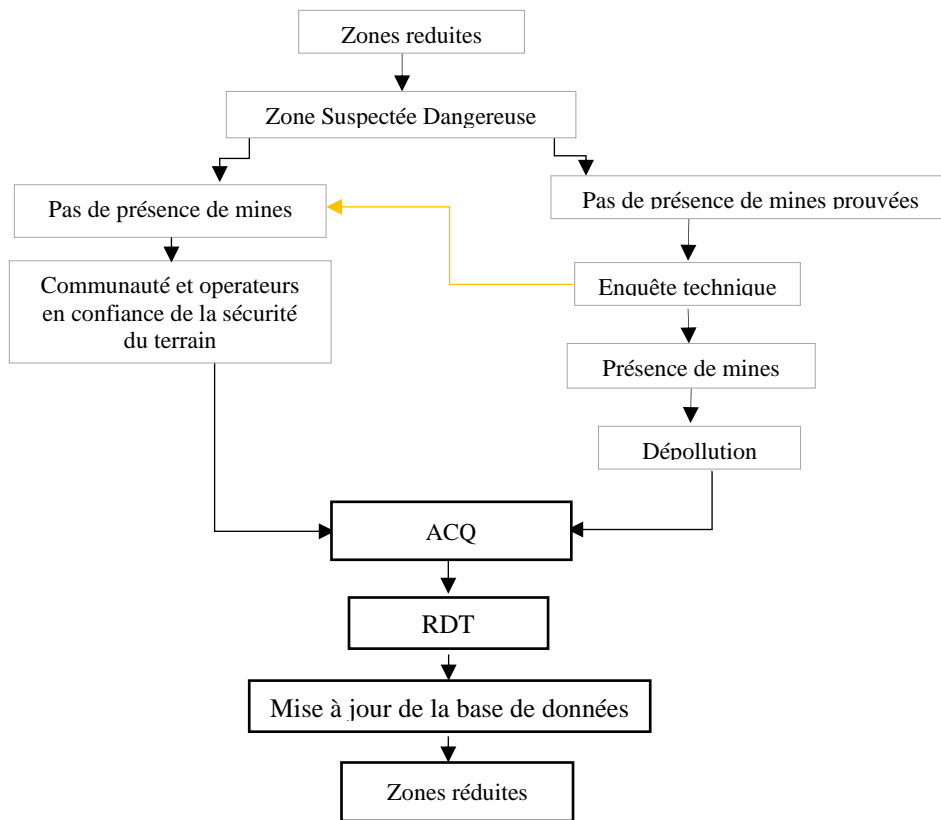 Zones reduites
Zone Suspectée Dangereuse
Pas de présence de mines
Pas de présence de mines prouvées
Communauté et operateurs
en confiance de la sécurité
du terrain
Enquête technique
Présence de mines
Dépollution
ACQ
RDT
Mise à jour de la base de données
Zones réduites